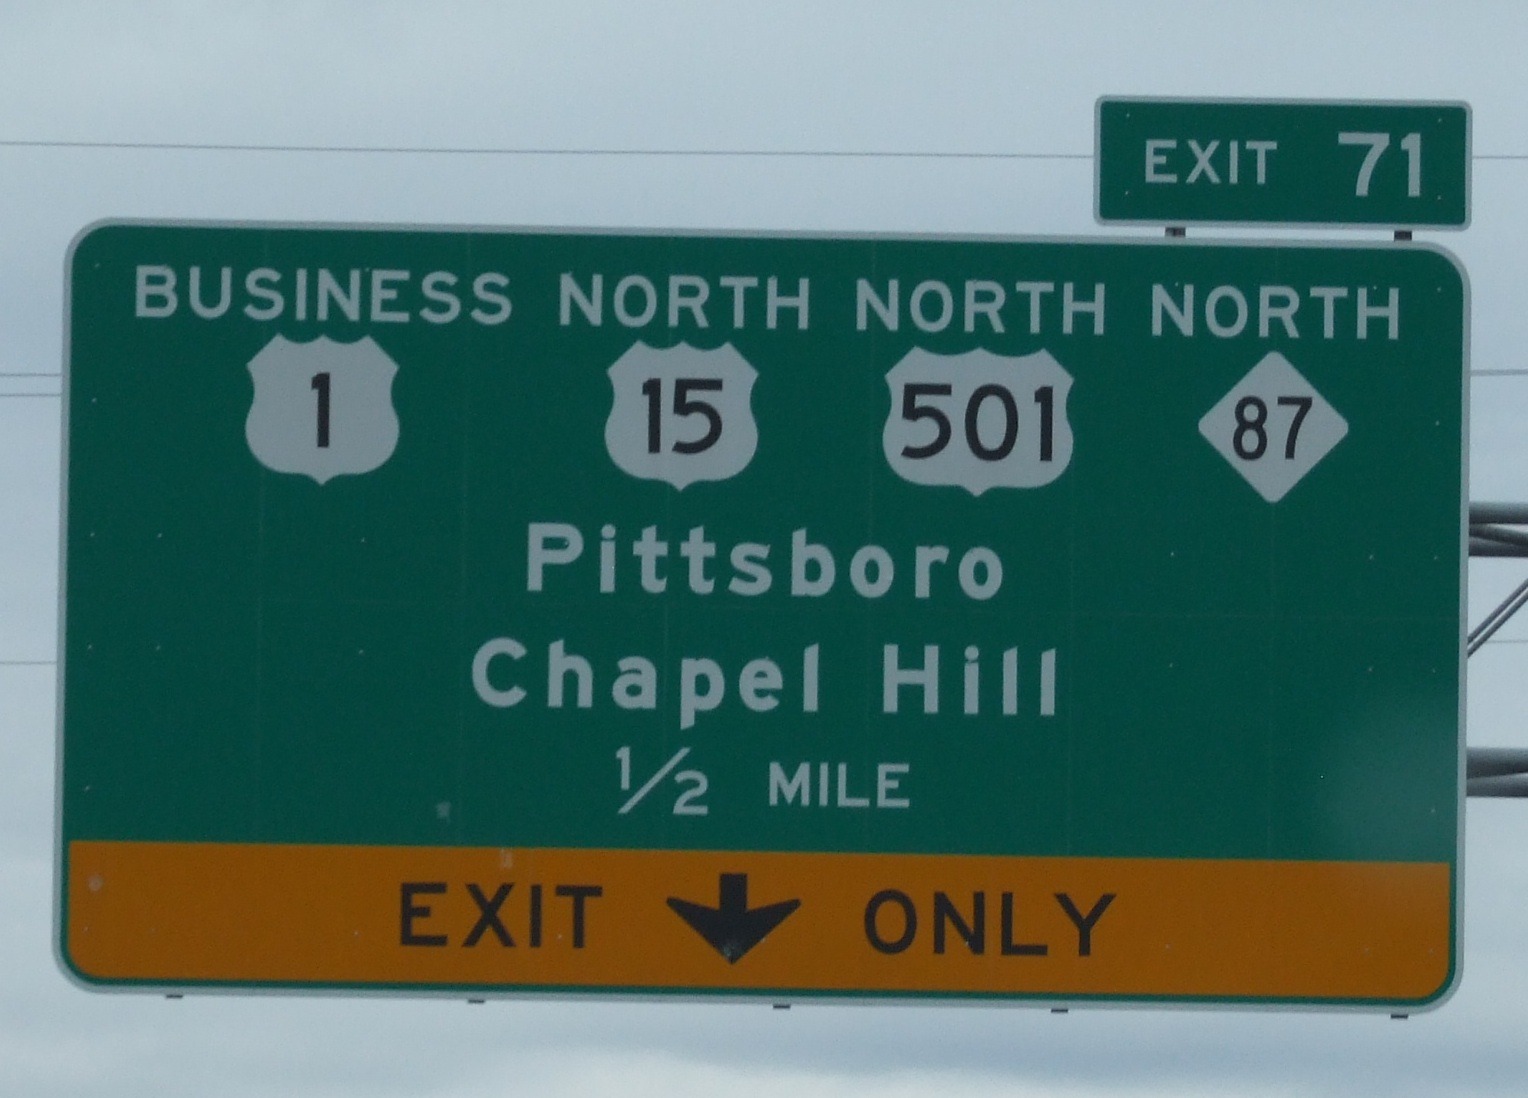 EXIT 71
BUSINESS NORTH NORTH NORTH
1 15 501 87
Pittsboro
Chapel Hill
1/2 MILE
EXIT ONLY